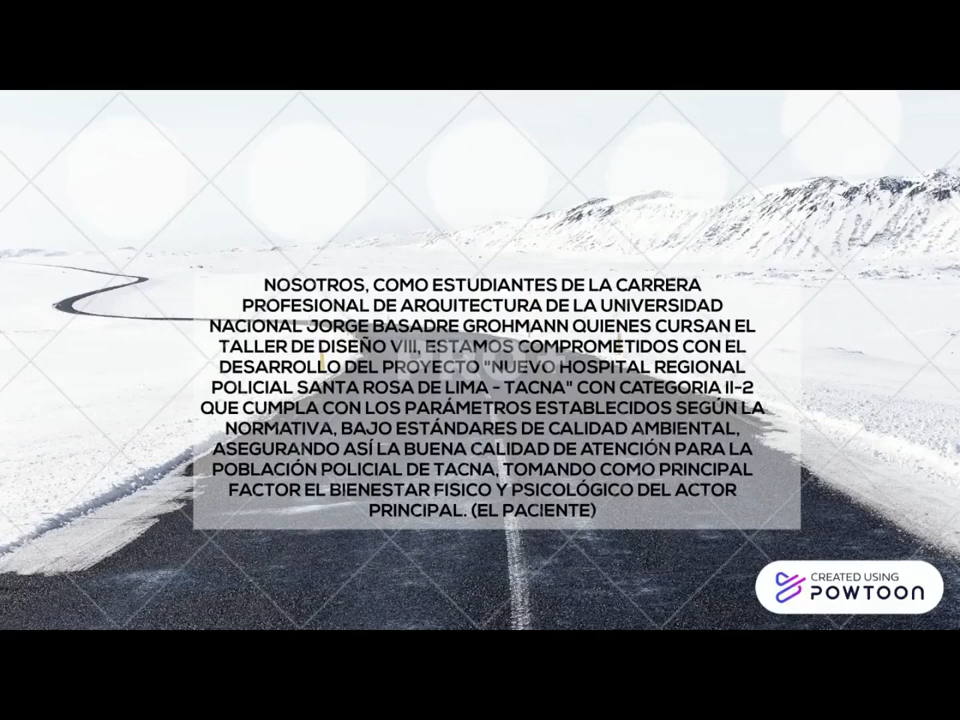 NOSOTROS, COMO ESTUDIANTES DE LA CARRERA
PROFESIONAL DE ARQUITECTURA DE LA UNIVERSIDAD
NACIONAL JORGE BASADRE GROHMANN QUIENES CURSAN EL
TALLER DE DISEÑO VIII, ESTAMOS COMPROMETIDOS CON EL
DESARROLLO DEL PROYECTO "NUEVO HOSPITAL REGIONAL
POLICIAL SANTA ROSA DE LIMA - TACNA" CON CATEGORIA II-2
QUE CUMPLA CON LOS PARÁMETROS ESTABLECIDOS SEGÚN LA
NORMATIVA, BAJO ESTÁNDARES DE CALIDAD AMBIENTAL,
ASEGURANDO ASÍ LA BUENA CALIDAD DE ATENCIÓN PARA LA
POBLACIÓN POLICIAL DE TACNA, TOMANDO COMO PRINCIPAL
FACTOR EL BIENESTAR FISICO Y PSICOLÓGICO DEL ACTOR
PRINCIPAL. (EL PACIENTE)
CREATED USING
POWTOON